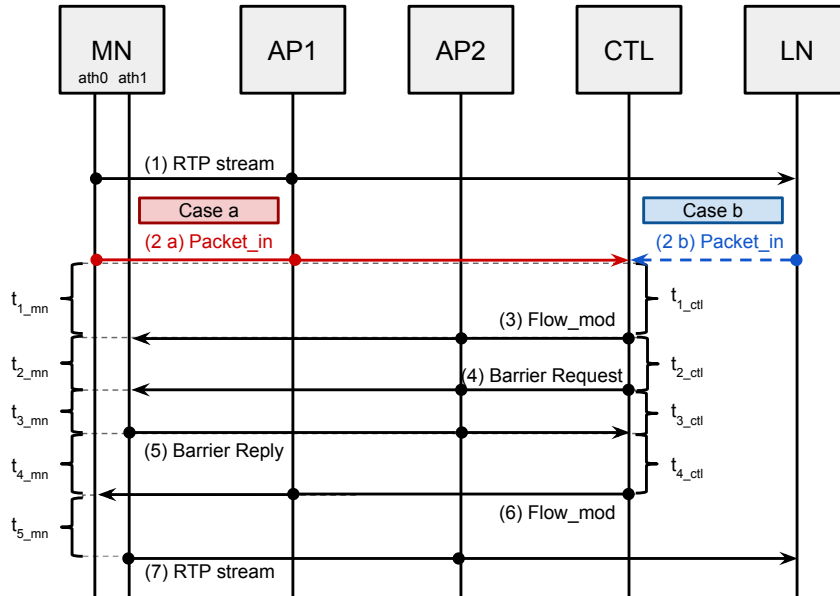 MN AP1 AP2 CTL LN
ath0 ath1
(1) RTP stream
Case a Case b
(2 a) Packet_in (2 b) Packet_in
t1_mn t1_ctl
(3) Flow_mod
t2_mn (4) Barrier Request t2_ctl
t3_mn t3_ctl
(5) Barrier Reply
t4_mn t4_ctl
(6) Flow_mod
t5_mn
(7) RTP stream